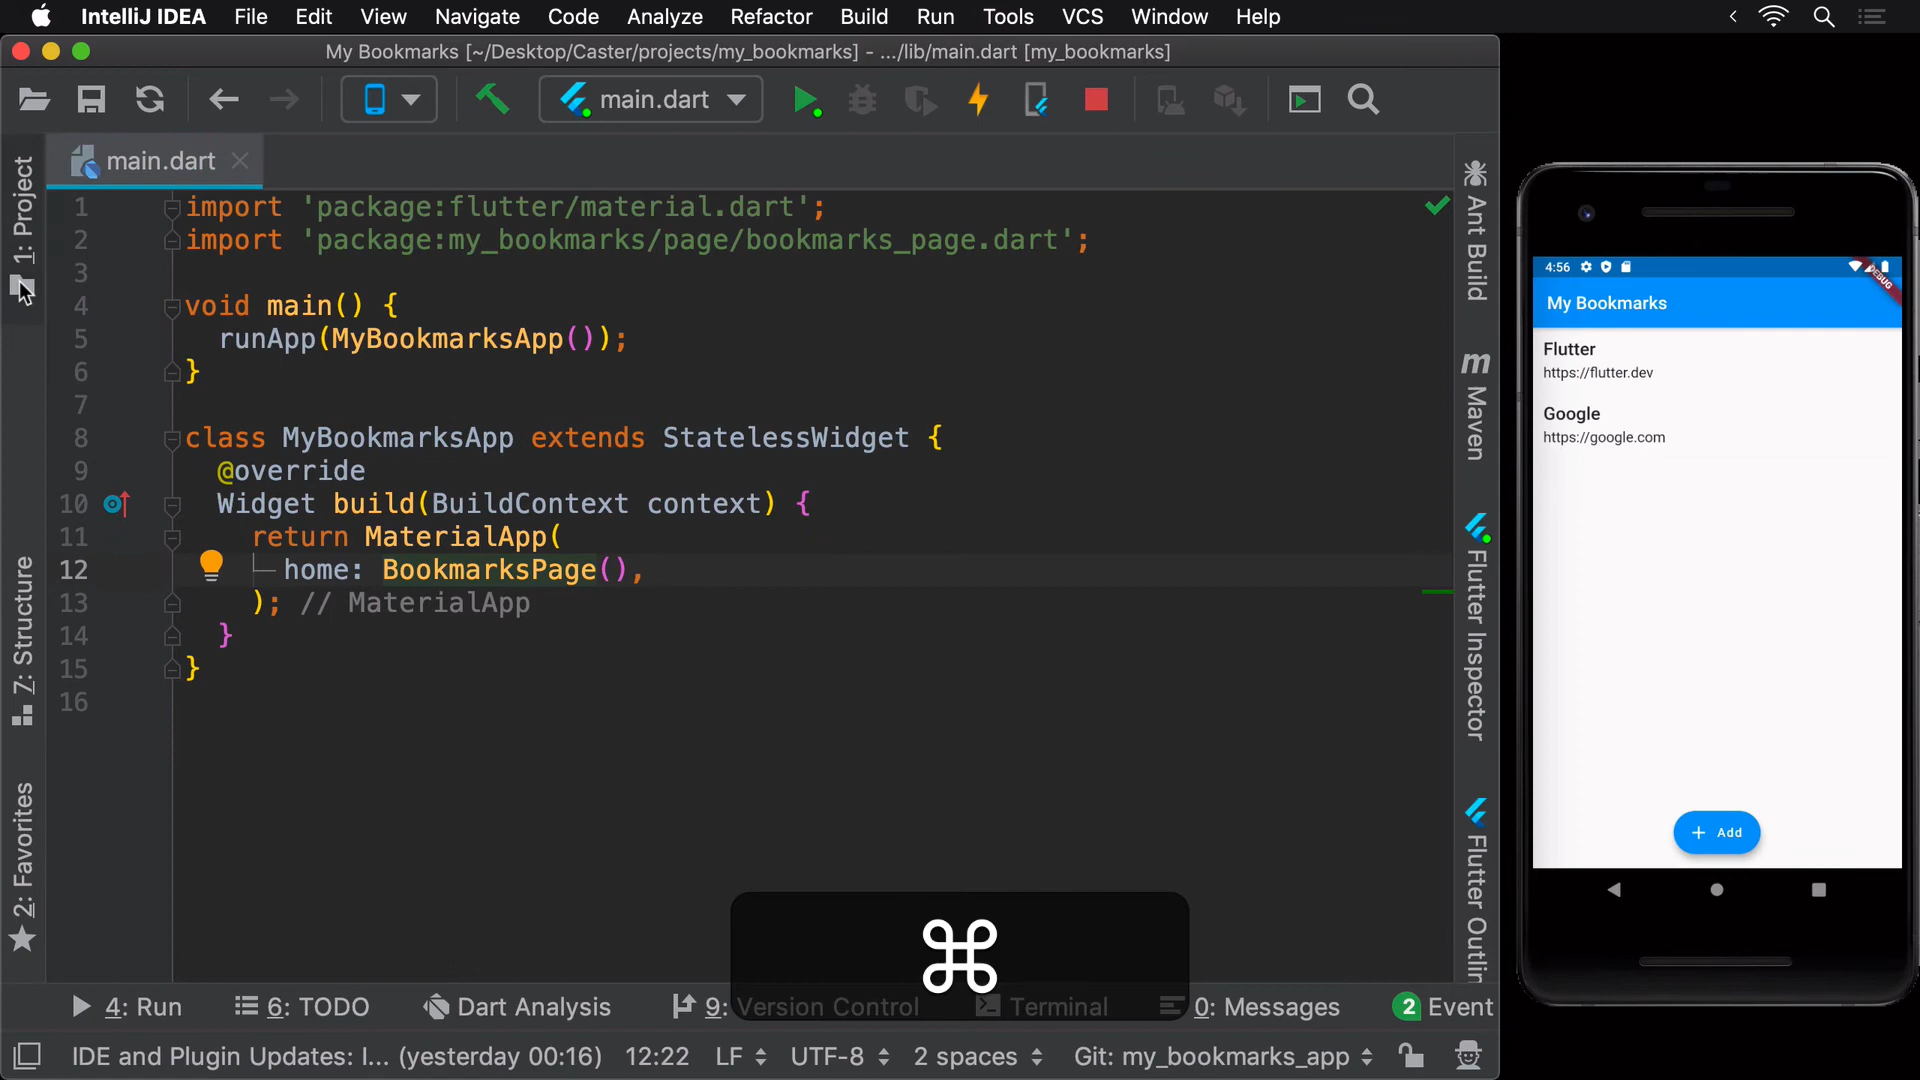 IntelliJ IDEA File Edit View Navigate Code Analyze Refactor Build Run Tools VCS Window Help
My Bookmarks [~/Desktop/Caster/projects/my_bookmarks] - .../lib/main.dart [my_bookmarks]
main.dart
main.dart
1: Project
Z: Structure
2: Favorites
1 import 'package:flutter/material.dart';
2 import 'package:my_bookmarks/page/bookmarks_page.dart';
3
4 void main() {
5 runApp(MyBookmarksApp());
6 }
7
8 class MyBookmarksApp extends StatelessWidget {
9 @override
10 Widget build(BuildContext context) {
11 return MaterialApp(
12 home: BookmarksPage(),
13 ); // MaterialApp
14 }
15 }
16
Ant Build
m Maven
Flutter Inspector
Flutter Outlin
4: Run 6: TODO Dart Analysis 9: Version Control Terminal 0: Messages 2 Event
IDE and Plugin Updates: I... (yesterday 00:16) 12:22 LF UTF-8 2 spaces Git: my_bookmarks_app
4:56
DEBUG
My Bookmarks
Flutter
https://flutter.dev
Google
https://google.com
+ Add